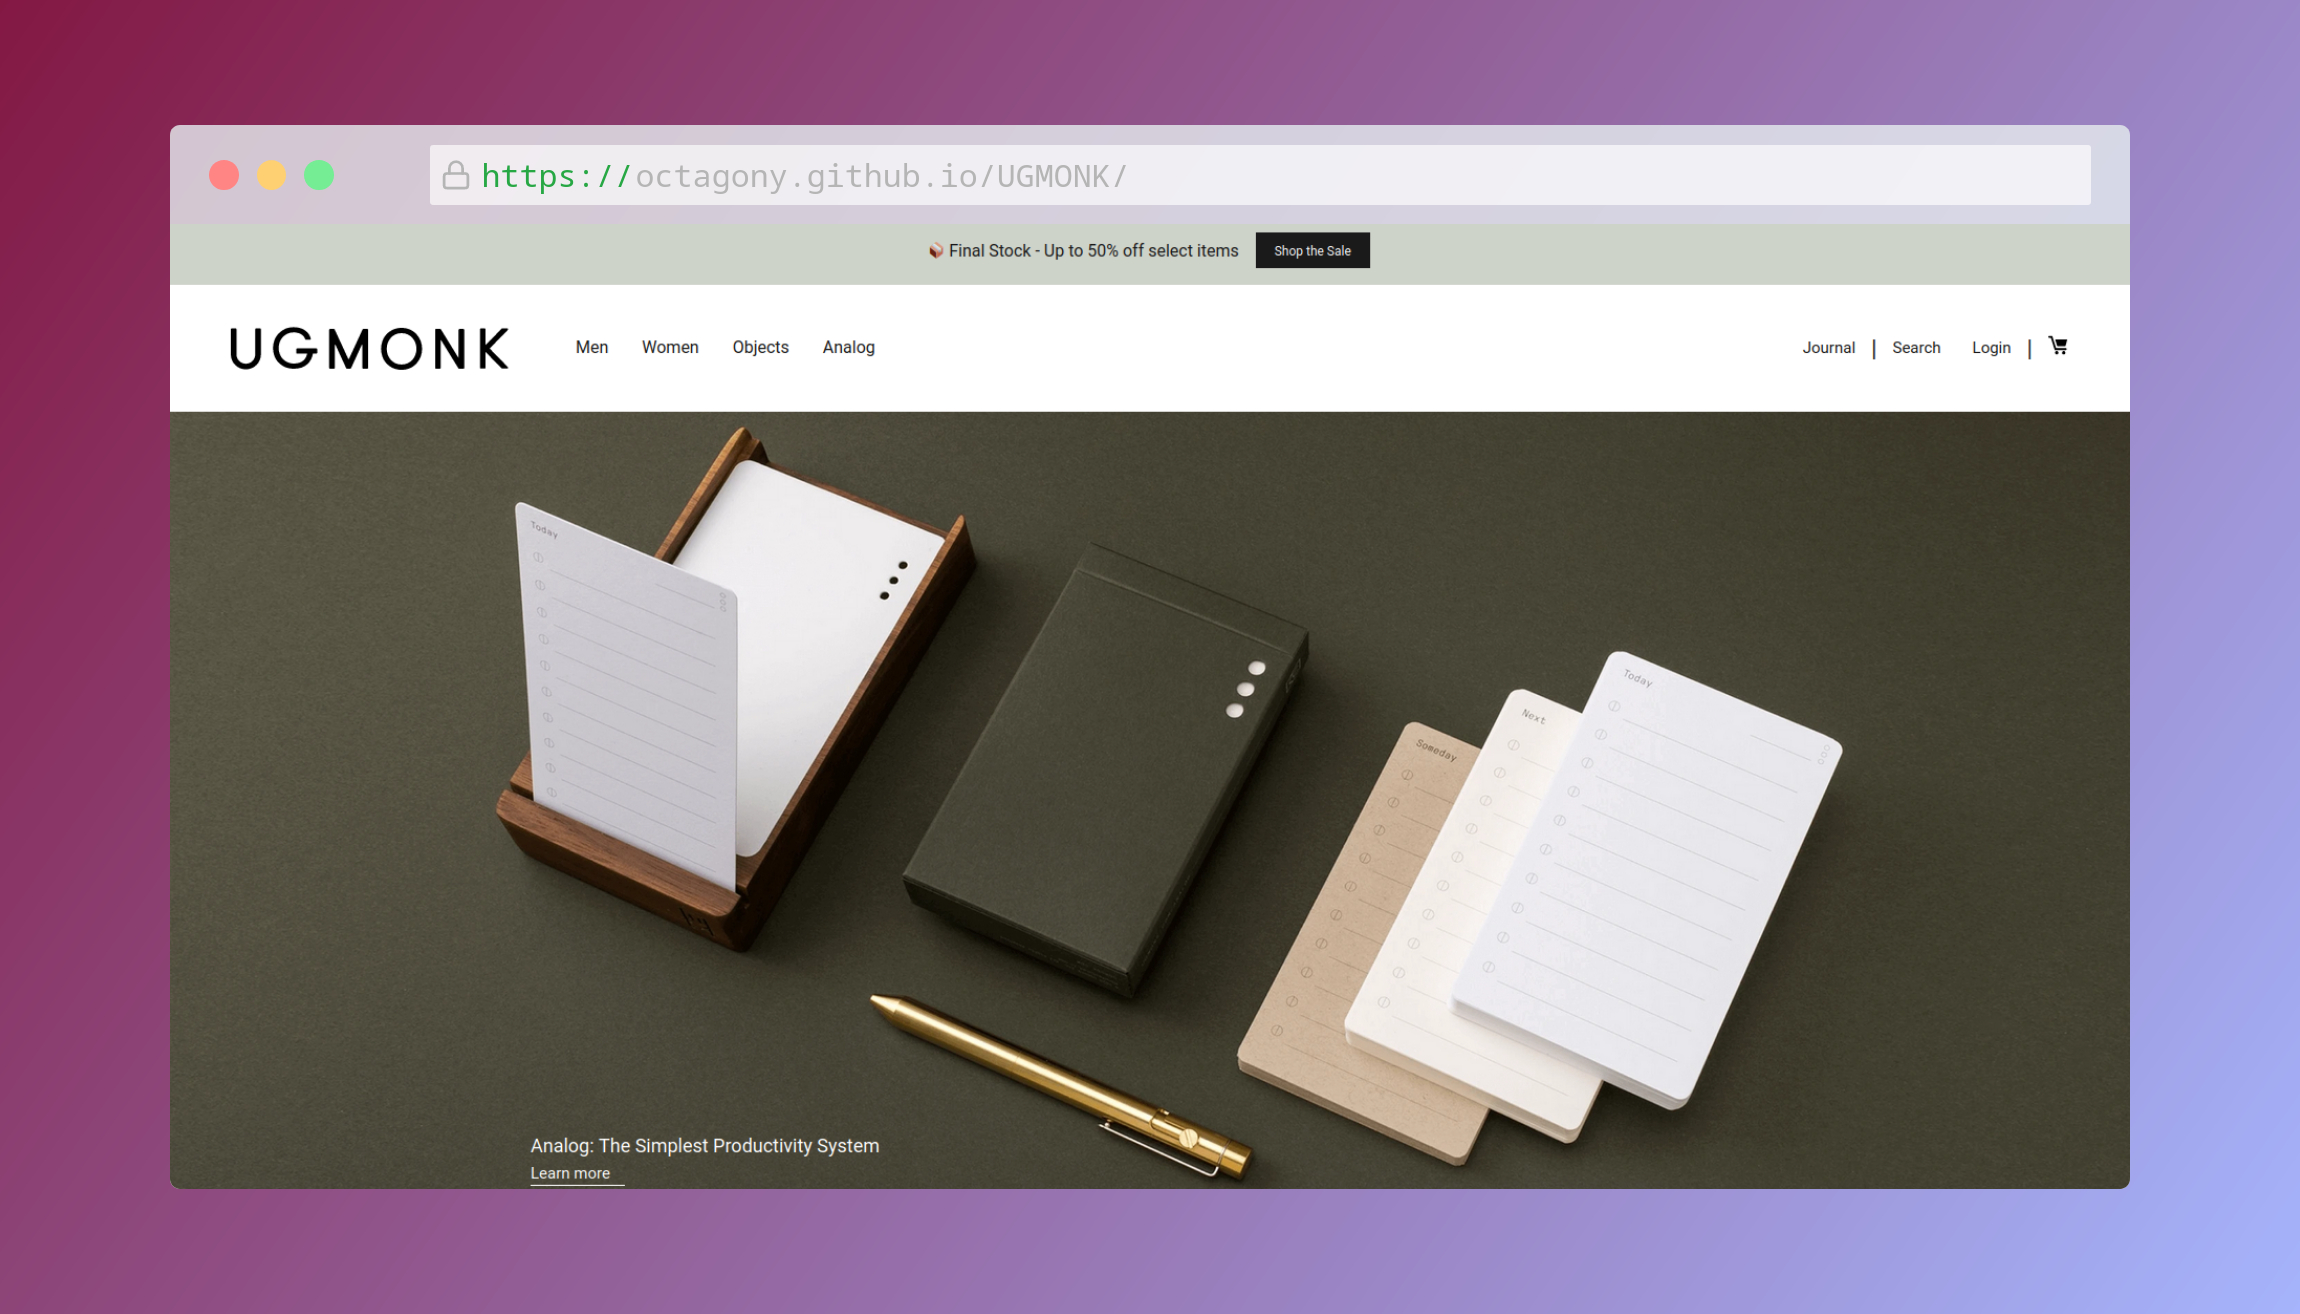 https://octagony.github.io/UGMONK/
Final Stock - Up to 50% off select items
Shop the Sale
UGMONK
Men Women Objects Analog
Journal | Search Login |
Today
Today
Next
Someday
Analog: The Simplest Productivity System
Learn more